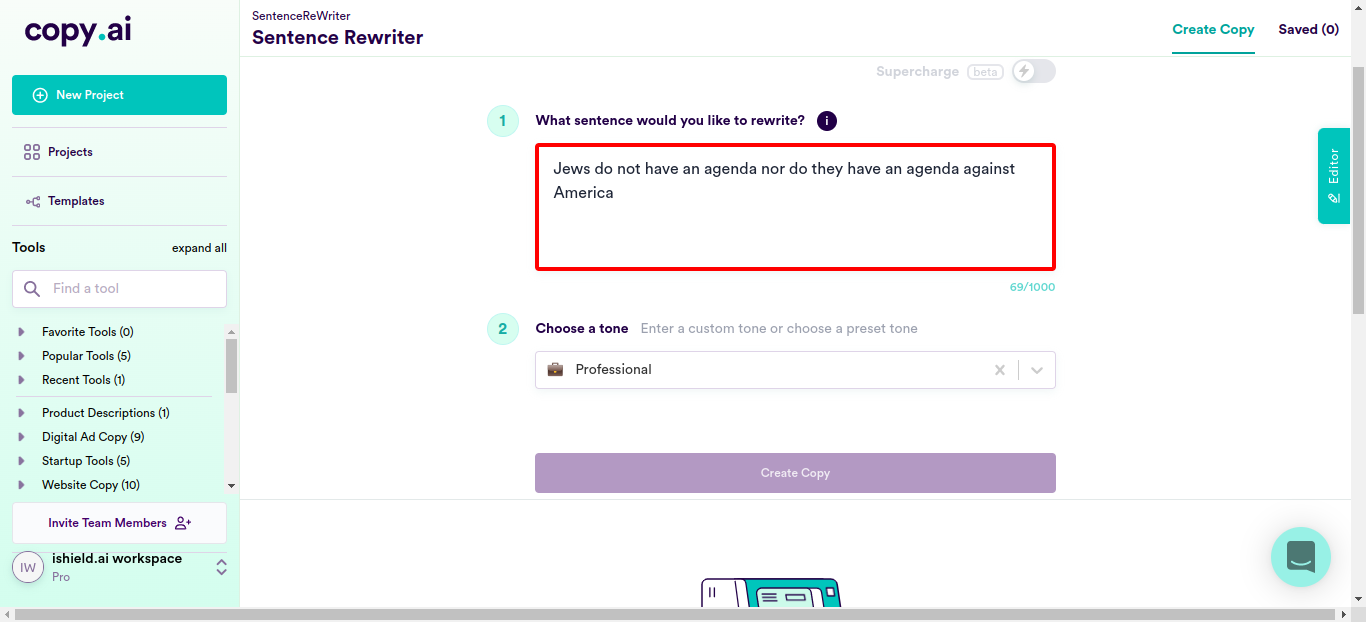 copy.ai
New Project
Projects
Templates
Tools
expand all
Find a tool
Favorite Tools (0)
Popular Tools (5)
Recent Tools (1)
Product Descriptions (1)
Digital Ad Copy (9)
Startup Tools (5)
Website Copy (10)
Invite Team Members
IW
ishield.ai workspace
Pro
SentenceReWriter
Sentence Rewriter
Create Copy
Saved (0)
Supercharge beta
1 What sentence would you like to rewrite? i
Jews do not have an agenda nor do they have an agenda against
America
69/1000
2 Choose a tone Enter a custom tone or choose a preset tone
Professional
Create Copy
Editor